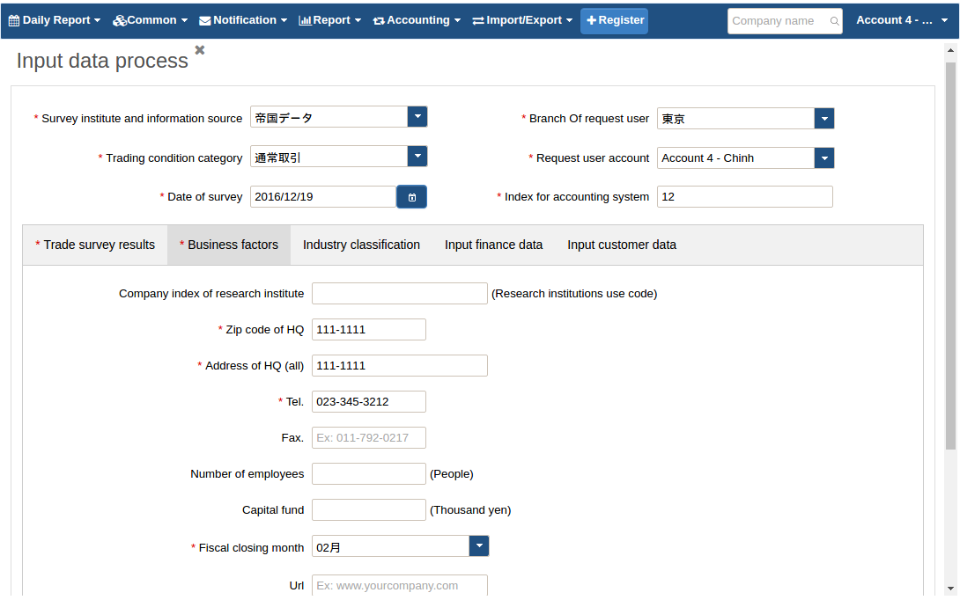 Daily Report Common Notification Report Accounting Import/Export Register Company name Account 4 - ...
Input data process
* Survey institute and information source 帝国データ * Branch Of request user 東京
* Trading condition category 通常取引 * Request user account Account 4 - Chinh
* Date of survey 2016/12/19 * Index for accounting system 12
* Trade survey results * Business factors Industry classification Input finance data Input customer data
Company index of research institute (Research institutions use code)
* Zip code of HQ 111-1111
* Address of HQ (all) 111-1111
* Tel. 023-345-3212
Fax. Ex: 011-792-0217
Number of employees (People)
Capital fund (Thousand yen)
* Fiscal closing month 02月
Url Ex: www.yourcompany.com